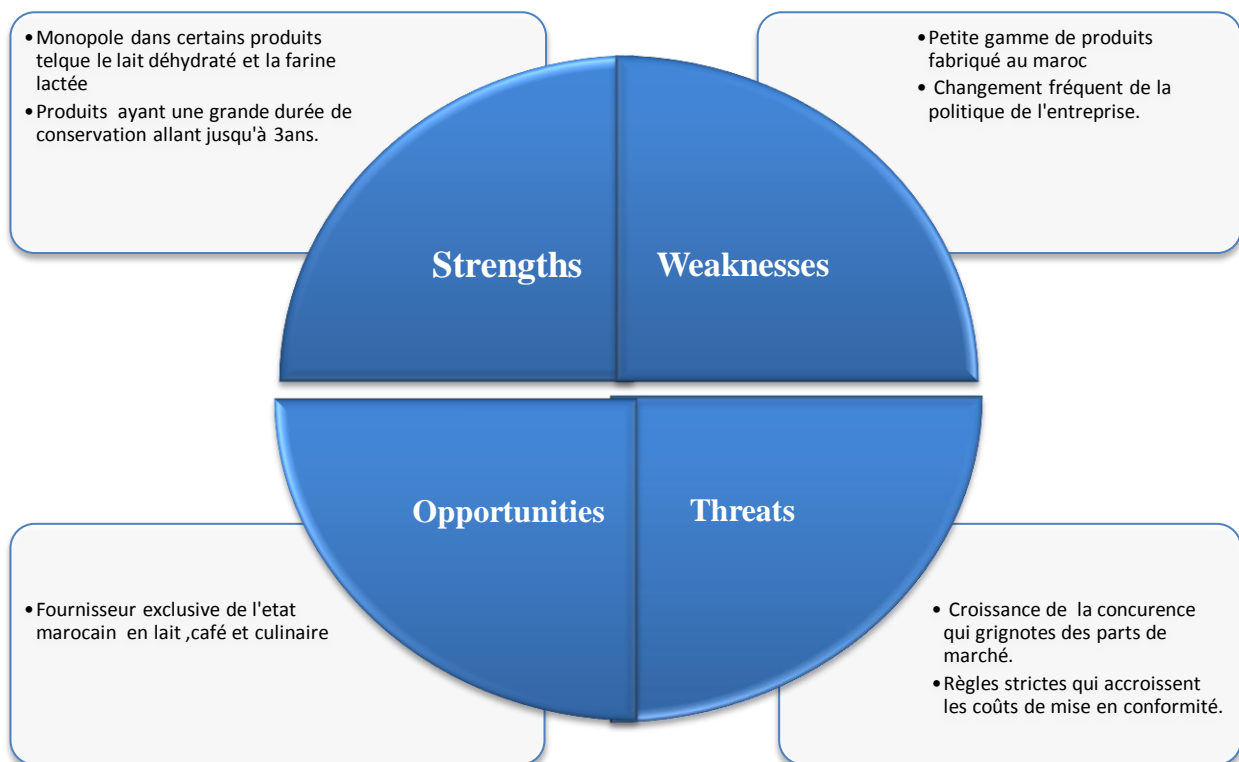 •Monopole dans certains produits
telque le lait déhydraté et la farine
lactée
•Produits ayant une grande durée de
conservation allant jusqu'à 3ans.
•Petite gamme de produits
fabriqué au maroc
• Changement fréquent de la
politique de l'entreprise.
Strengths
Weaknesses
Opportunities
Threats
•Fournisseur exclusive de l'etat
marocain en lait ,café et culinaire
• Croissance de la concurence
qui grignotes des parts de
marché.
•Règles strictes qui accroissent
les coûts de mise en conformité.